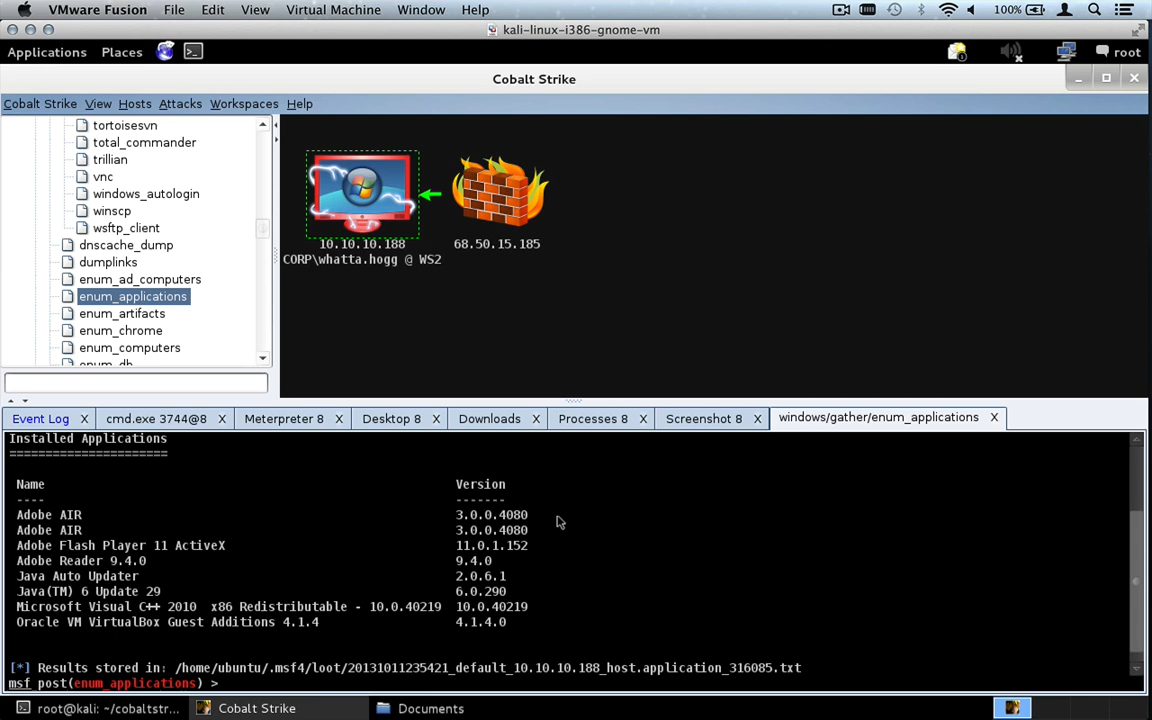 VMware Fusion File Edit View Virtual Machine Window Help 100%
kali-linux-i386-gnome-vm
Applications Places root
Cobalt Strike
Cobalt Strike View Hosts Attacks Workspaces Help
tortoisesvn
total_commander
trillian
vnc
windows_autologin
winscp
wsftp_client
dnscache_dump
dumplinks
enum_ad_computers
enum_applications
enum_artifacts
enum_chrome
enum_computers
enum_db
10.10.10.188
CORP\whatta.hogg @ WS2
68.50.15.185
Event Log X cmd.exe 3744@8 X Meterpreter 8 X Desktop 8 X Downloads X Processes 8 X Screenshot 8 X windows/gather/enum_applications X
Installed Applications
======================
Name Version
---- -------
Adobe AIR 3.0.0.4080
Adobe AIR 3.0.0.4080
Adobe Flash Player 11 ActiveX 11.0.1.152
Adobe Reader 9.4.0 9.4.0
Java Auto Updater 2.0.6.1
Java(TM) 6 Update 29 6.0.290
Microsoft Visual C++ 2010  x86 Redistributable - 10.0.40219 10.0.40219
Oracle VM VirtualBox Guest Additions 4.1.4 4.1.4.0
[*] Results stored in: /home/ubuntu/.msf4/loot/20131011235421_default_10.10.10.188_host.application_316085.txt
msf post(enum_applications) >
root@kali: ~/cobaltstr... Cobalt Strike Documents